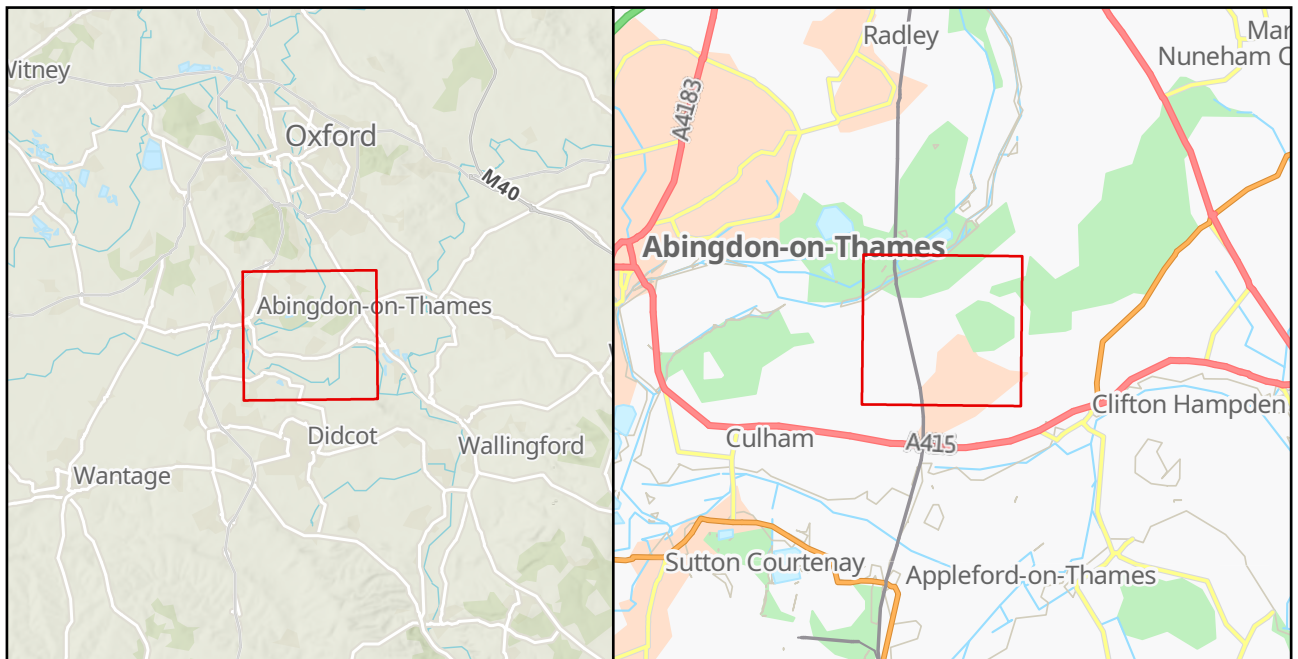 Witney
Oxford
M40
Abingdon-on-Thames
Didcot
Wallingford
Wantage
Radley
Mar
Nuneham C
A4183
Abingdon-on-Thames
Clifton Hampden
Culham
A415
Sutton Courtenay
Appleford-on-Thames